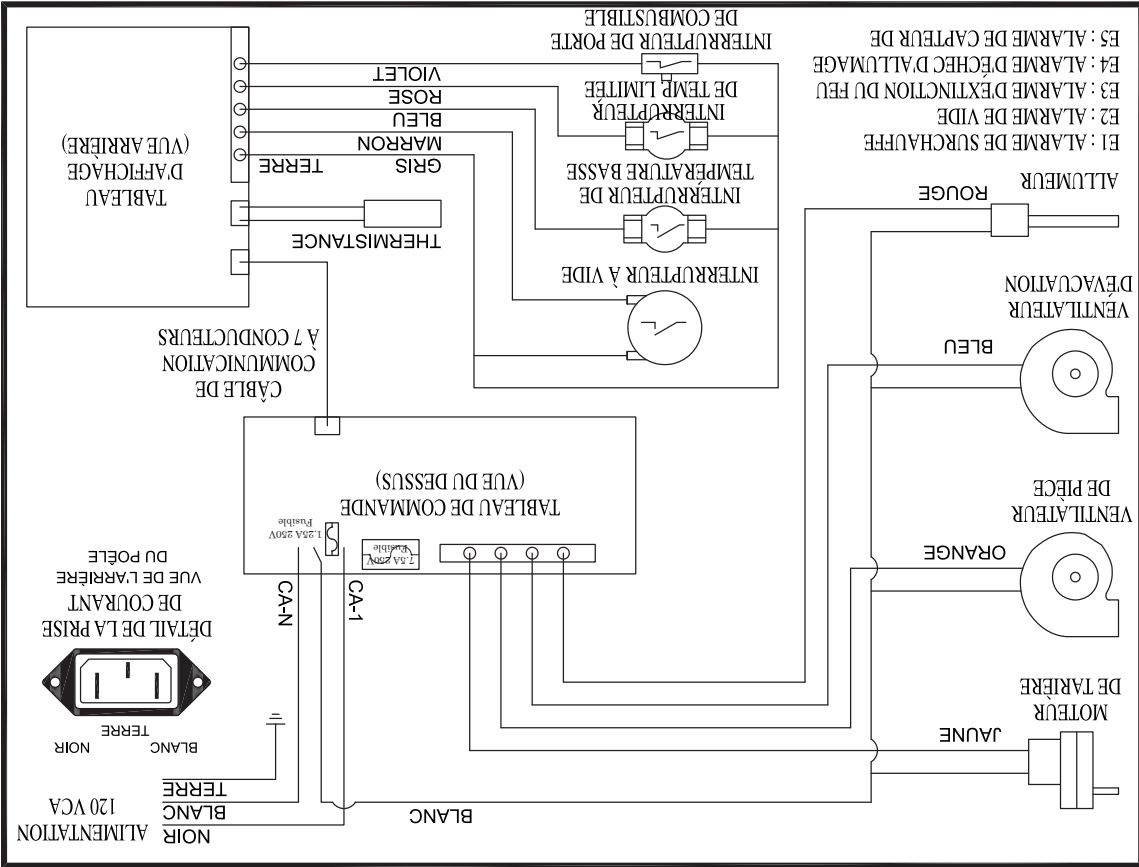 NOIR
BLANC
TERRE
ALIMENTATION
120 VCA
BLANC
MOTEUR
DE TARIÈRE
JAUNE
BLANC
NOIR
TERRE
DÉTAIL DE LA PRISE
DE COURANT
VUE DE L'ARRIÈRE
DU POÊLE
VENTILATEUR
DE PIÈCE
ORANGE
CA-1
CA-N
7.5A 250V
Fusible
1.25A 250V
Fusible
TABLEAU DE COMMANDE
(VUE DU DESSUS)
VENTILATEUR
D'ÉVACUATION
BLEU
CÂBLE DE
COMMUNICATION
À 7 CONDUCTEURS
INTERRUPTEUR À VIDE
THERMISTANCE
ALLUMEUR
ROUGE
INTERRUPTEUR DE
TEMPÉRATURE BASSE
GRIS
TERRE
MARRON
BLEU
ROSE
VIOLET
TABLEAU
D'AFFICHAGE
(VUE ARRIÈRE)
INTERRUPTEUR
DE TEMP LIMITÉE
INTERRUPTEUR DE PORTE
DE COMBUSTIBLE
E1 : ALARME DE SURCHAUFFE
E2 : ALARME DE VIDE
E3 : ALARME D'ÉXTINCTION DU FEU
E4 : ALARME D'ÉCHEC D'ALLUMAGE
E5 : ALARME DE CAPTEUR DE